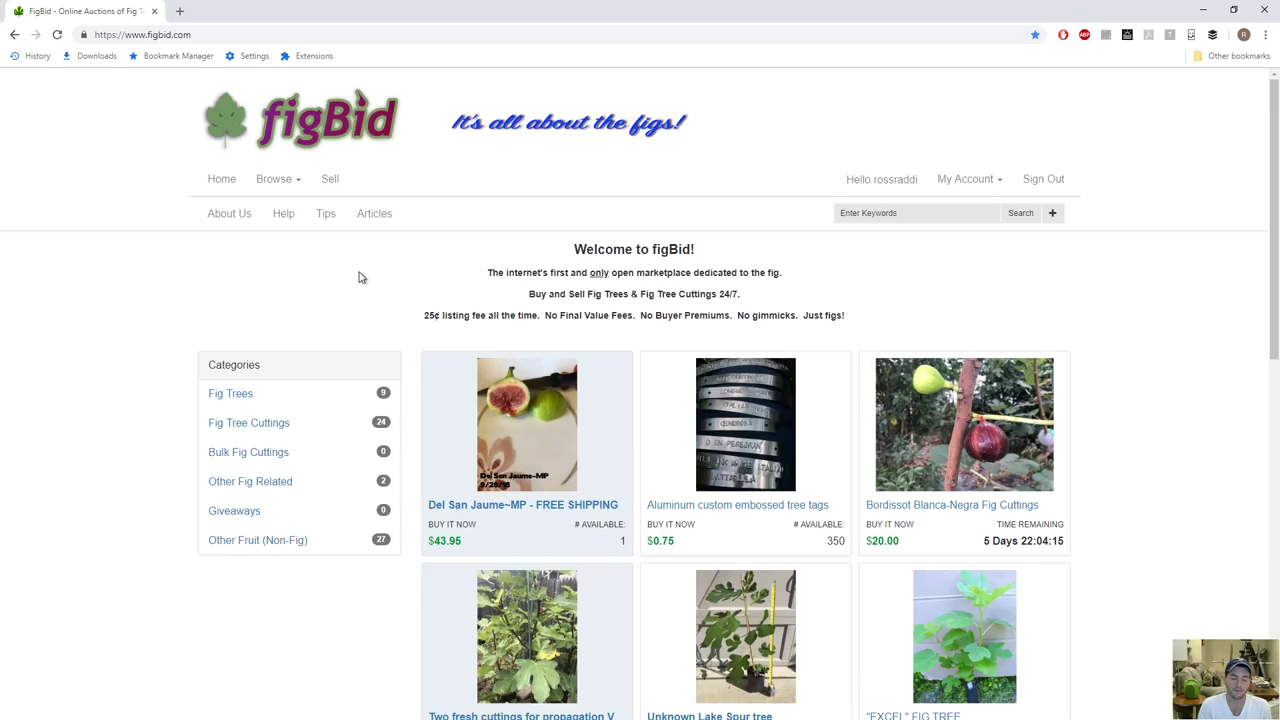 FigBid - Online Auctions of Fig T
https://www.figbid.com
R
History
Downloads
Bookmark Manager
Settings
Extensions
Other bookmarks
figBid
It's all about the figs!
Home
Browse
Sell
Hello rossraddi
My Account
Sign Out
About Us
Help
Tips
Articles
Enter Keywords
Search
Welcome to figBid!
The internet's first and only open marketplace dedicated to the fig.
Buy and Sell Fig Trees & Fig Tree Cuttings 24/7.
25¢ listing fee all the time. No Final Value Fees. No Buyer Premiums. No gimmicks. Just figs!
Categories
Fig Trees 9
Fig Tree Cuttings 24
Bulk Fig Cuttings 0
Other Fig Related 2
Giveaways 0
Other Fruit (Non-Fig) 27
Del Sen Jaume-MP
9/28/18
Del San Jaume~MP - FREE SHIPPING
BUY IT NOW # AVAILABLE:
$43.95 1
Aluminum custom embossed tree tags
BUY IT NOW # AVAILABLE:
$0.75 350
Bordissot Blanca-Negra Fig Cuttings
BUY IT NOW TIME REMAINING
$20.00 5 Days 22:04:15
Two fresh cuttings for propagation V
Unknown Lake Spur tree
"EXCEL" FIG TREE